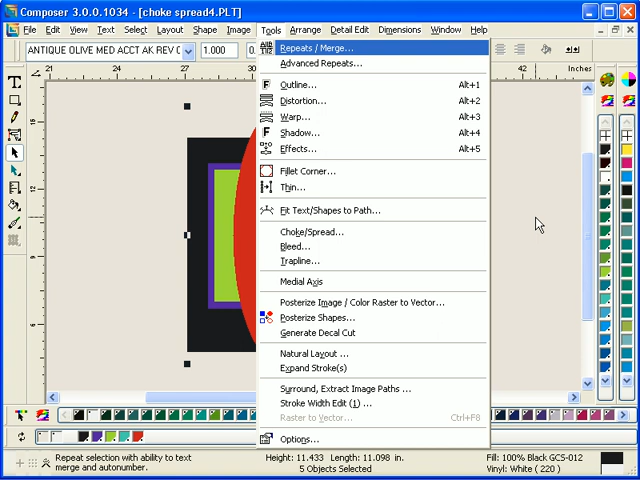 Composer 3.0.0.1034 - [choke spread4.PLT]
File Edit View Text Select Layout Shape Image Tools Arrange Detail Edit Dimensions Window Help
ANTIQUE OLIVE MED ACCT AK REV C 1.000 0.
21 24 27 30 42 Inches
15
12
9
6
Repeats / Merge...
Advanced Repeats...
Outline... Alt+1
Distortion... Alt+2
Warp... Alt+3
Shadow... Alt+4
Effects... Alt+5
Fillet Corner...
Thin...
Fit Text/Shapes to Path...
Choke/Spread...
Bleed...
Trapline...
Medial Axis
Posterize Image / Color Raster to Vector...
Posterize Shapes...
Generate Decal Cut
Natural Layout ...
Expand Stroke(s)
Surround, Extract Image Paths ...
Stroke Width Edit (1) ...
Raster to Vector... Ctrl+F8
Options...
Repeat selection with ability to text merge and autonumber.
Height: 11.433 Length: 11.098 in.
5 Objects Selected
Fill: 100% Black GCS-012
Vinyl: White ( 220 )